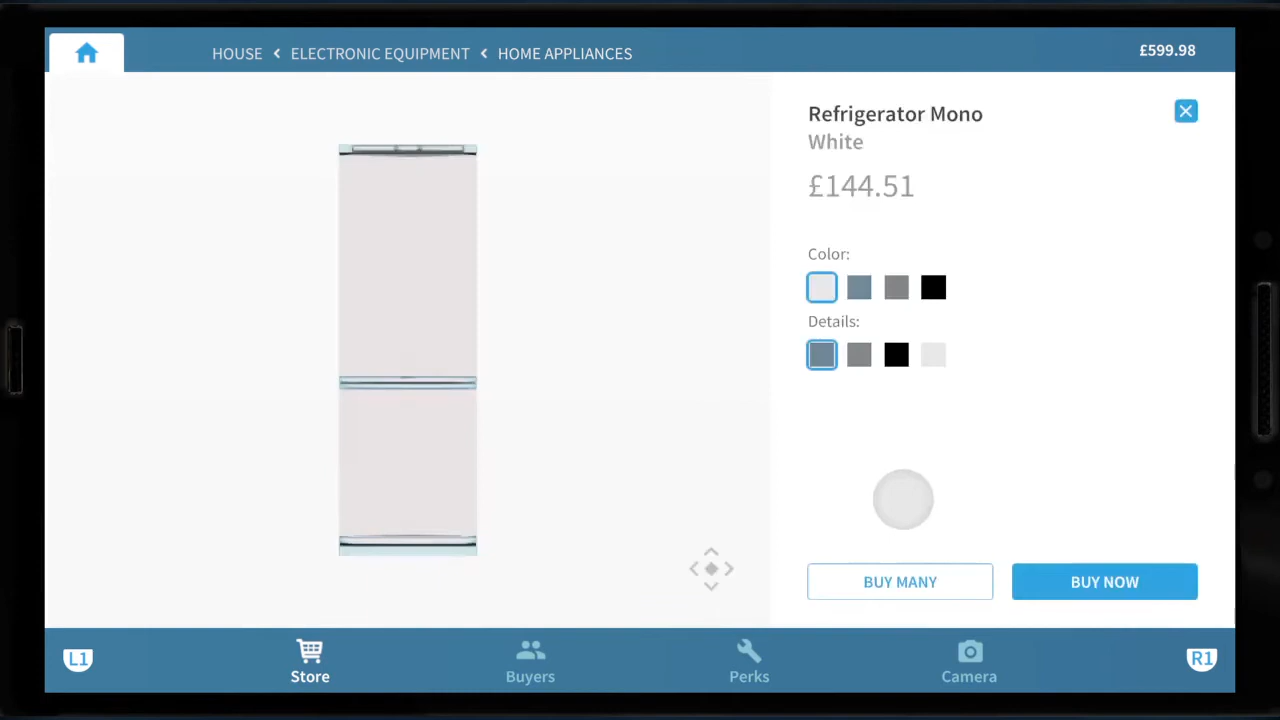 HOUSE < ELECTRONIC EQUIPMENT < HOME APPLIANCES
£599.98
Refrigerator Mono
White
£144.51
Color:
Details:
BUY MANY
BUY NOW
L1
Store
Buyers
Perks
Camera
R1